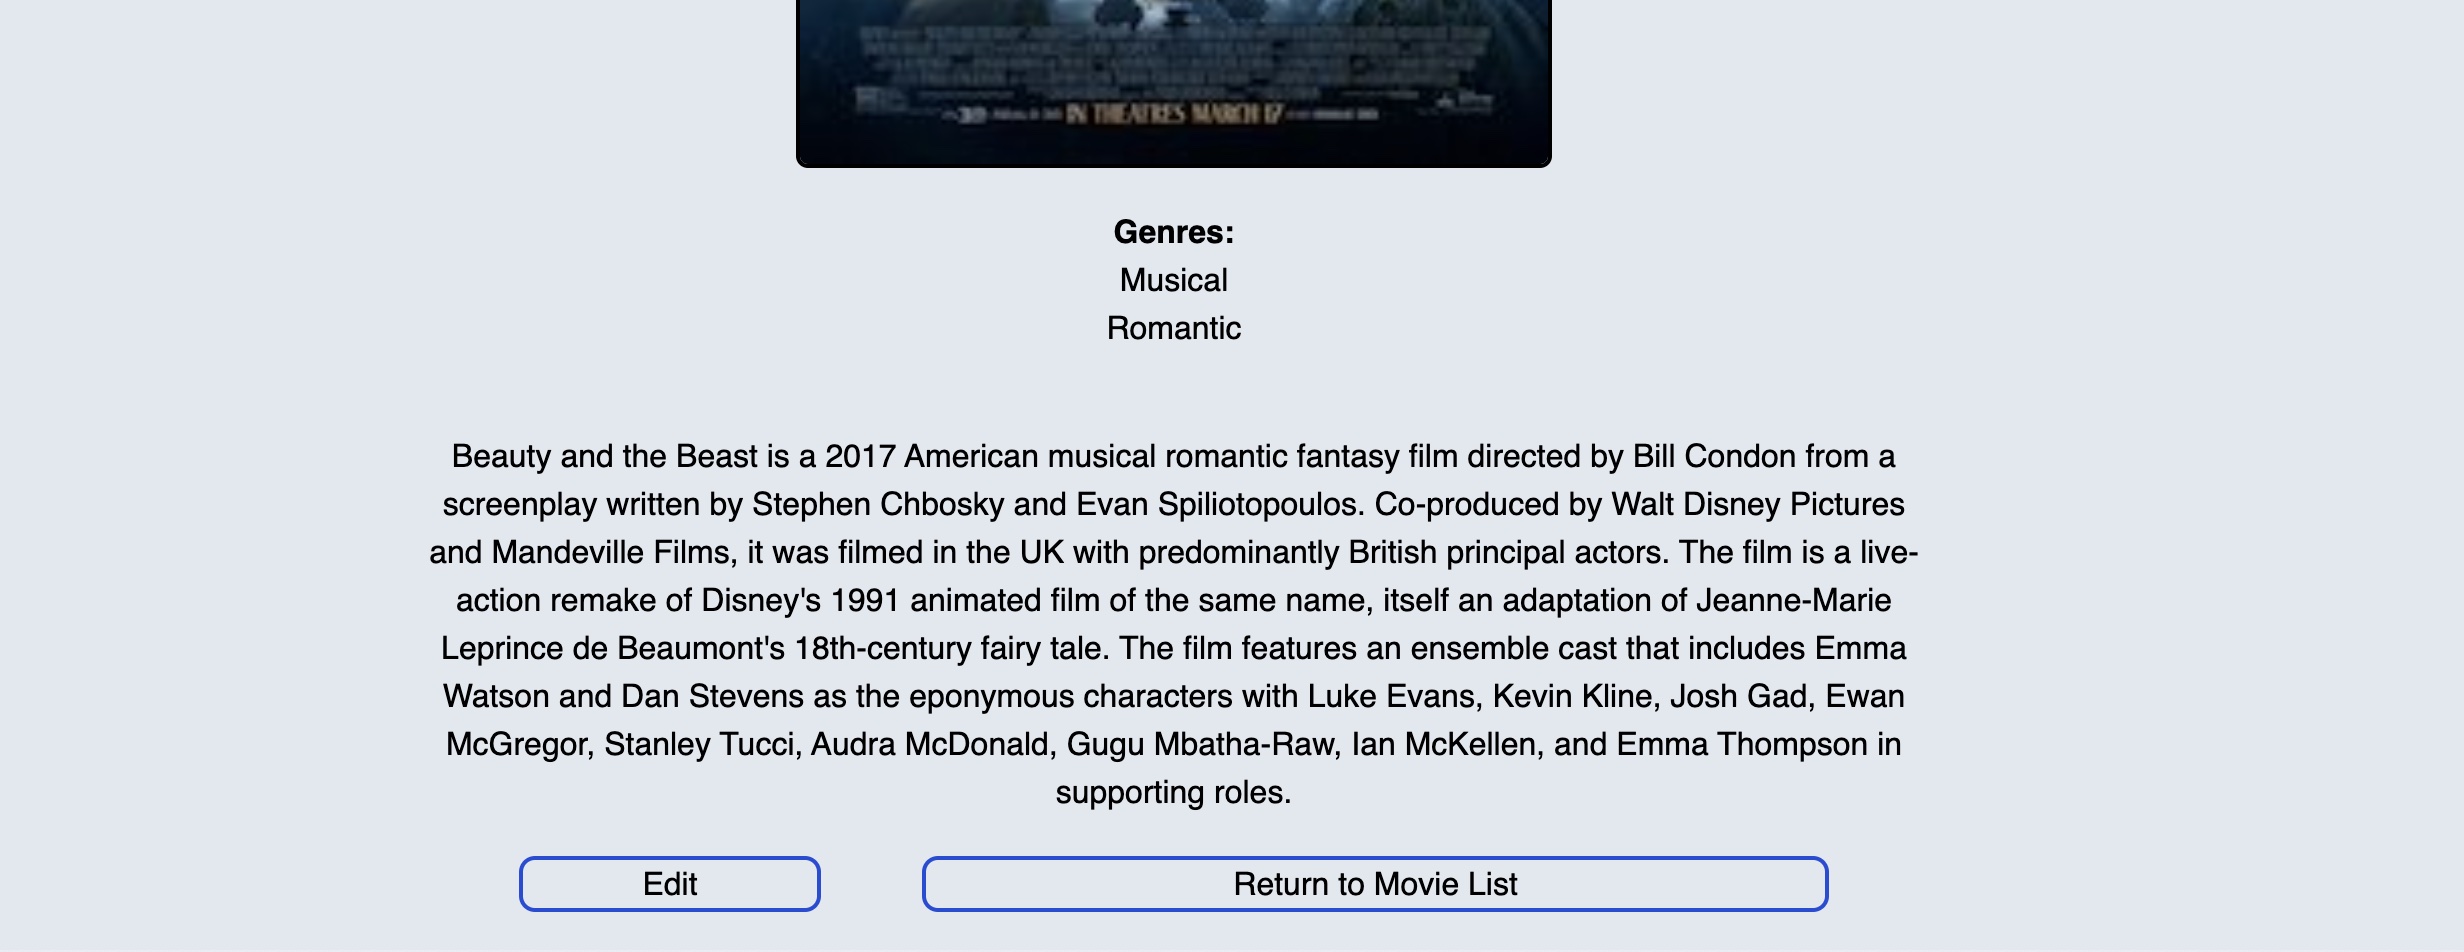 IN THEATRES MARCH 17
Genres:
Musical
Romantic
Beauty and the Beast is a 2017 American musical romantic fantasy film directed by Bill Condon from a
screenplay written by Stephen Chbosky and Evan Spiliotopoulos. Co-produced by Walt Disney Pictures
and Mandeville Films, it was filmed in the UK with predominantly British principal actors. The film is a live-
action remake of Disney's 1991 animated film of the same name, itself an adaptation of Jeanne-Marie
Leprince de Beaumont's 18th-century fairy tale. The film features an ensemble cast that includes Emma
Watson and Dan Stevens as the eponymous characters with Luke Evans, Kevin Kline, Josh Gad, Ewan
McGregor, Stanley Tucci, Audra McDonald, Gugu Mbatha-Raw, Ian McKellen, and Emma Thompson in
supporting roles.
Edit
Return to Movie List